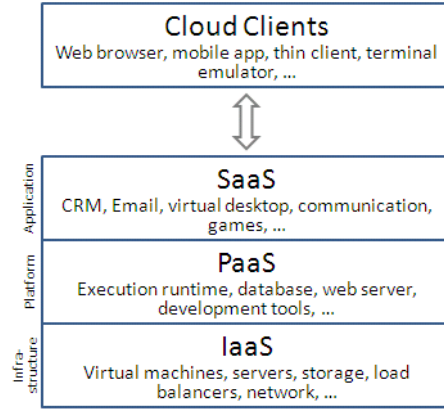 Cloud Clients
Web browser, mobile app, thin client, terminal
emulator, ...
Application
SaaS
CRM, Email, virtual desktop, communication,
games, ...
Platform
PaaS
Execution runtime, database, web server,
development tools, ...
Infra-
structure
IaaS
Virtual machines, servers, storage, load
balancers, network, ...